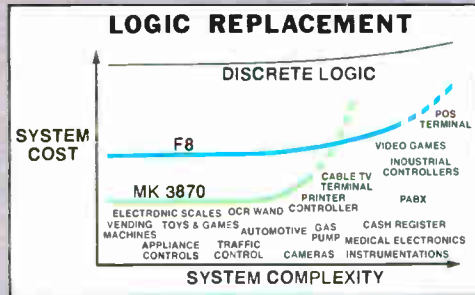 LOGIC REPLACEMENT
DISCRETE LOGIC
SYSTEM
COST
F8
POS
TERMINAL
VIDEO GAMES
INDUSTRIAL
CONTROLLERS
CABLE TV
TERMINAL
MK 3870
PRINTER
CONTROLLER
PABX
ELECTRONIC SCALES
OCR WAND
VENDING
MACHINES
TOYS & GAMES
AUTOMOTIVE
GAS
PUMP
CASH REGISTER
APPLIANCE
CONTROLS
TRAFFIC
CONTROL
CAMERAS
MEDICAL ELECTRONICS
INSTRUMENTATIONS
SYSTEM COMPLEXITY